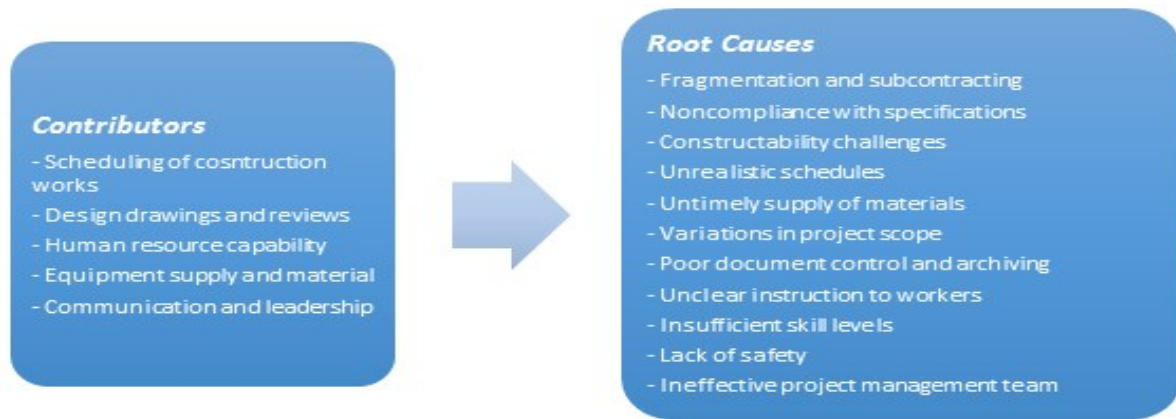 Contributors
- Scheduling of cosntruction
works
- Design drawings and reviews
- Human resource capability
- Equipment supply and material
- Communication and leadership
Root Causes
- Fragmentation and subcontracting
- Noncompliance with specifications
- Constructability challenges
- Unrealistic schedules
- Untimely supply of materials
- Variations in project scope
- Poor document control and archiving
- Unclear instruction to workers
- Insufficient skill levels
- Lack of safety
- Ineffective project management team